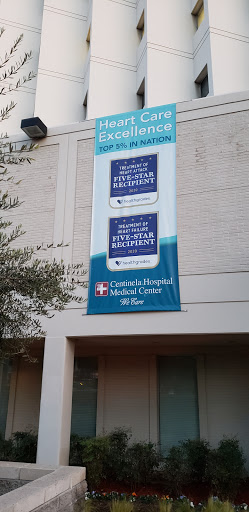 Heart Care
Excellence
TOP 5% IN NATION
TREATMENT OF
HEART ATTACK
FIVE-STAR
RECIPIENT
healthgrades
TREATMENT OF
HEART FAILURE
FIVE-STAR
RECIPIENT
healthgrades
Centinela Hospital
Medical Center
We Care